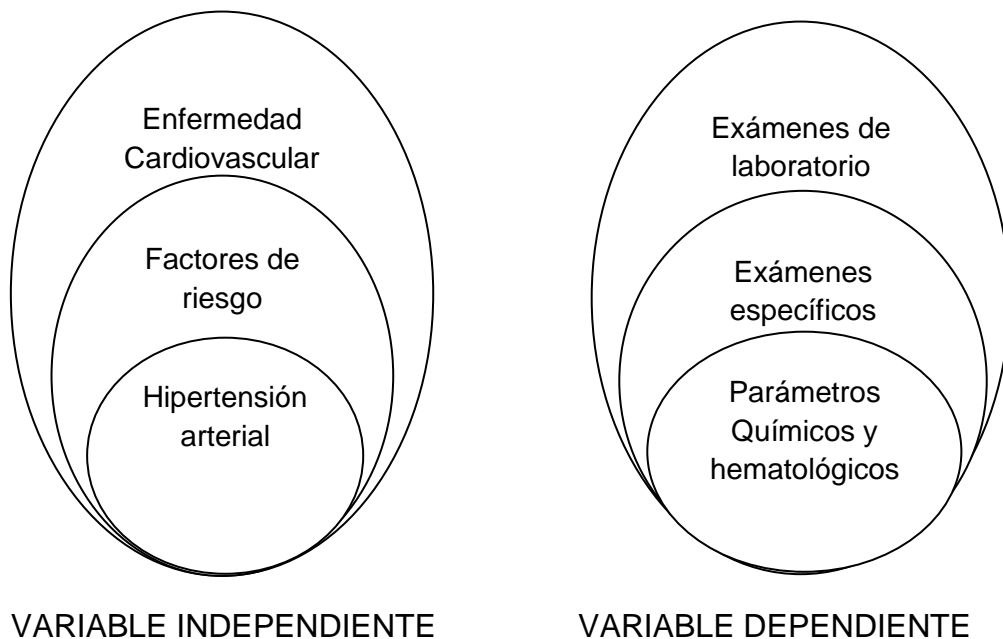 Enfermedad
Cardiovascular
Factores de
riesgo
Hipertensión
arterial
VARIABLE INDEPENDIENTE
Exámenes de
laboratorio
Exámenes
específicos
Parámetros
Químicos y
hematológicos
VARIABLE DEPENDIENTE